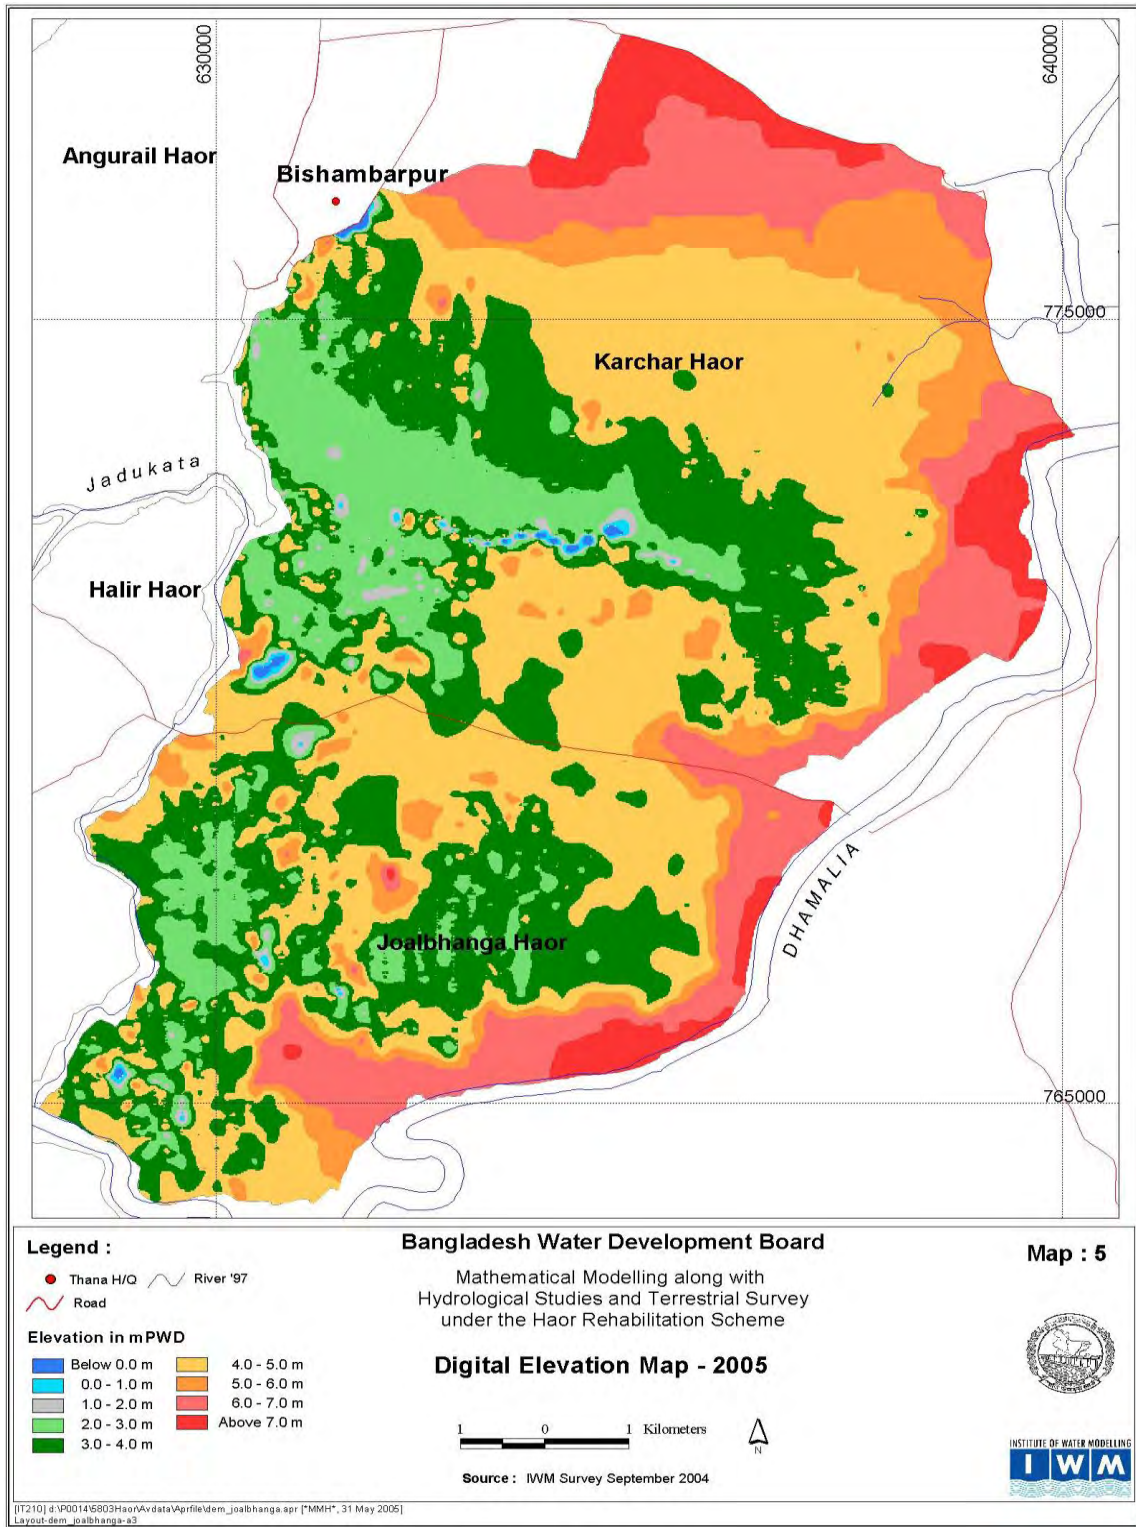 630000
640000
Angurail Haor
Bishambarpur
775000
Karchar Haor
Jadukata
Halir Haor
DHAMALIA
Joalbhanga Haor
765000
Legend :
Thana H/Q
River '97
Road
Elevation in mPWD
Below 0.0 m
0.0 - 1.0 m
1.0 - 2.0 m
2.0 - 3.0 m
3.0 - 4.0 m
4.0 - 5.0 m
5.0 - 6.0 m
6.0 - 7.0 m
Above 7.0 m
Bangladesh Water Development Board
Mathematical Modelling along with
Hydrological Studies and Terrestrial Survey
under the Haor Rehabilitation Scheme
Digital Elevation Map - 2005
1 0 1 Kilometers
N
Source : IWM Survey September 2004
Map : 5
INSTITUTE OF WATER MODELLING
IWM
[IT210] d:\P0014\5803Haor\Avdata\Aprfile\dem_joalbhanga.apr [*MMH*, 31 May 2005]
Layout-dem_joalbhanga-a3